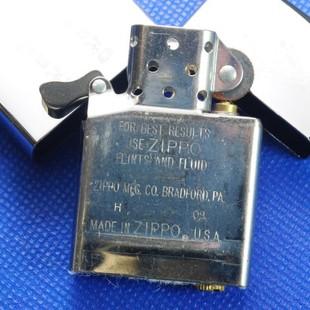 FOR BEST RESULTS
USE ZIPPO
FLINTS AND FLUID
ZIPPO MFG. CO. BRADFORD, PA.
H 09
MADE IN ZIPPO® U.S.A.